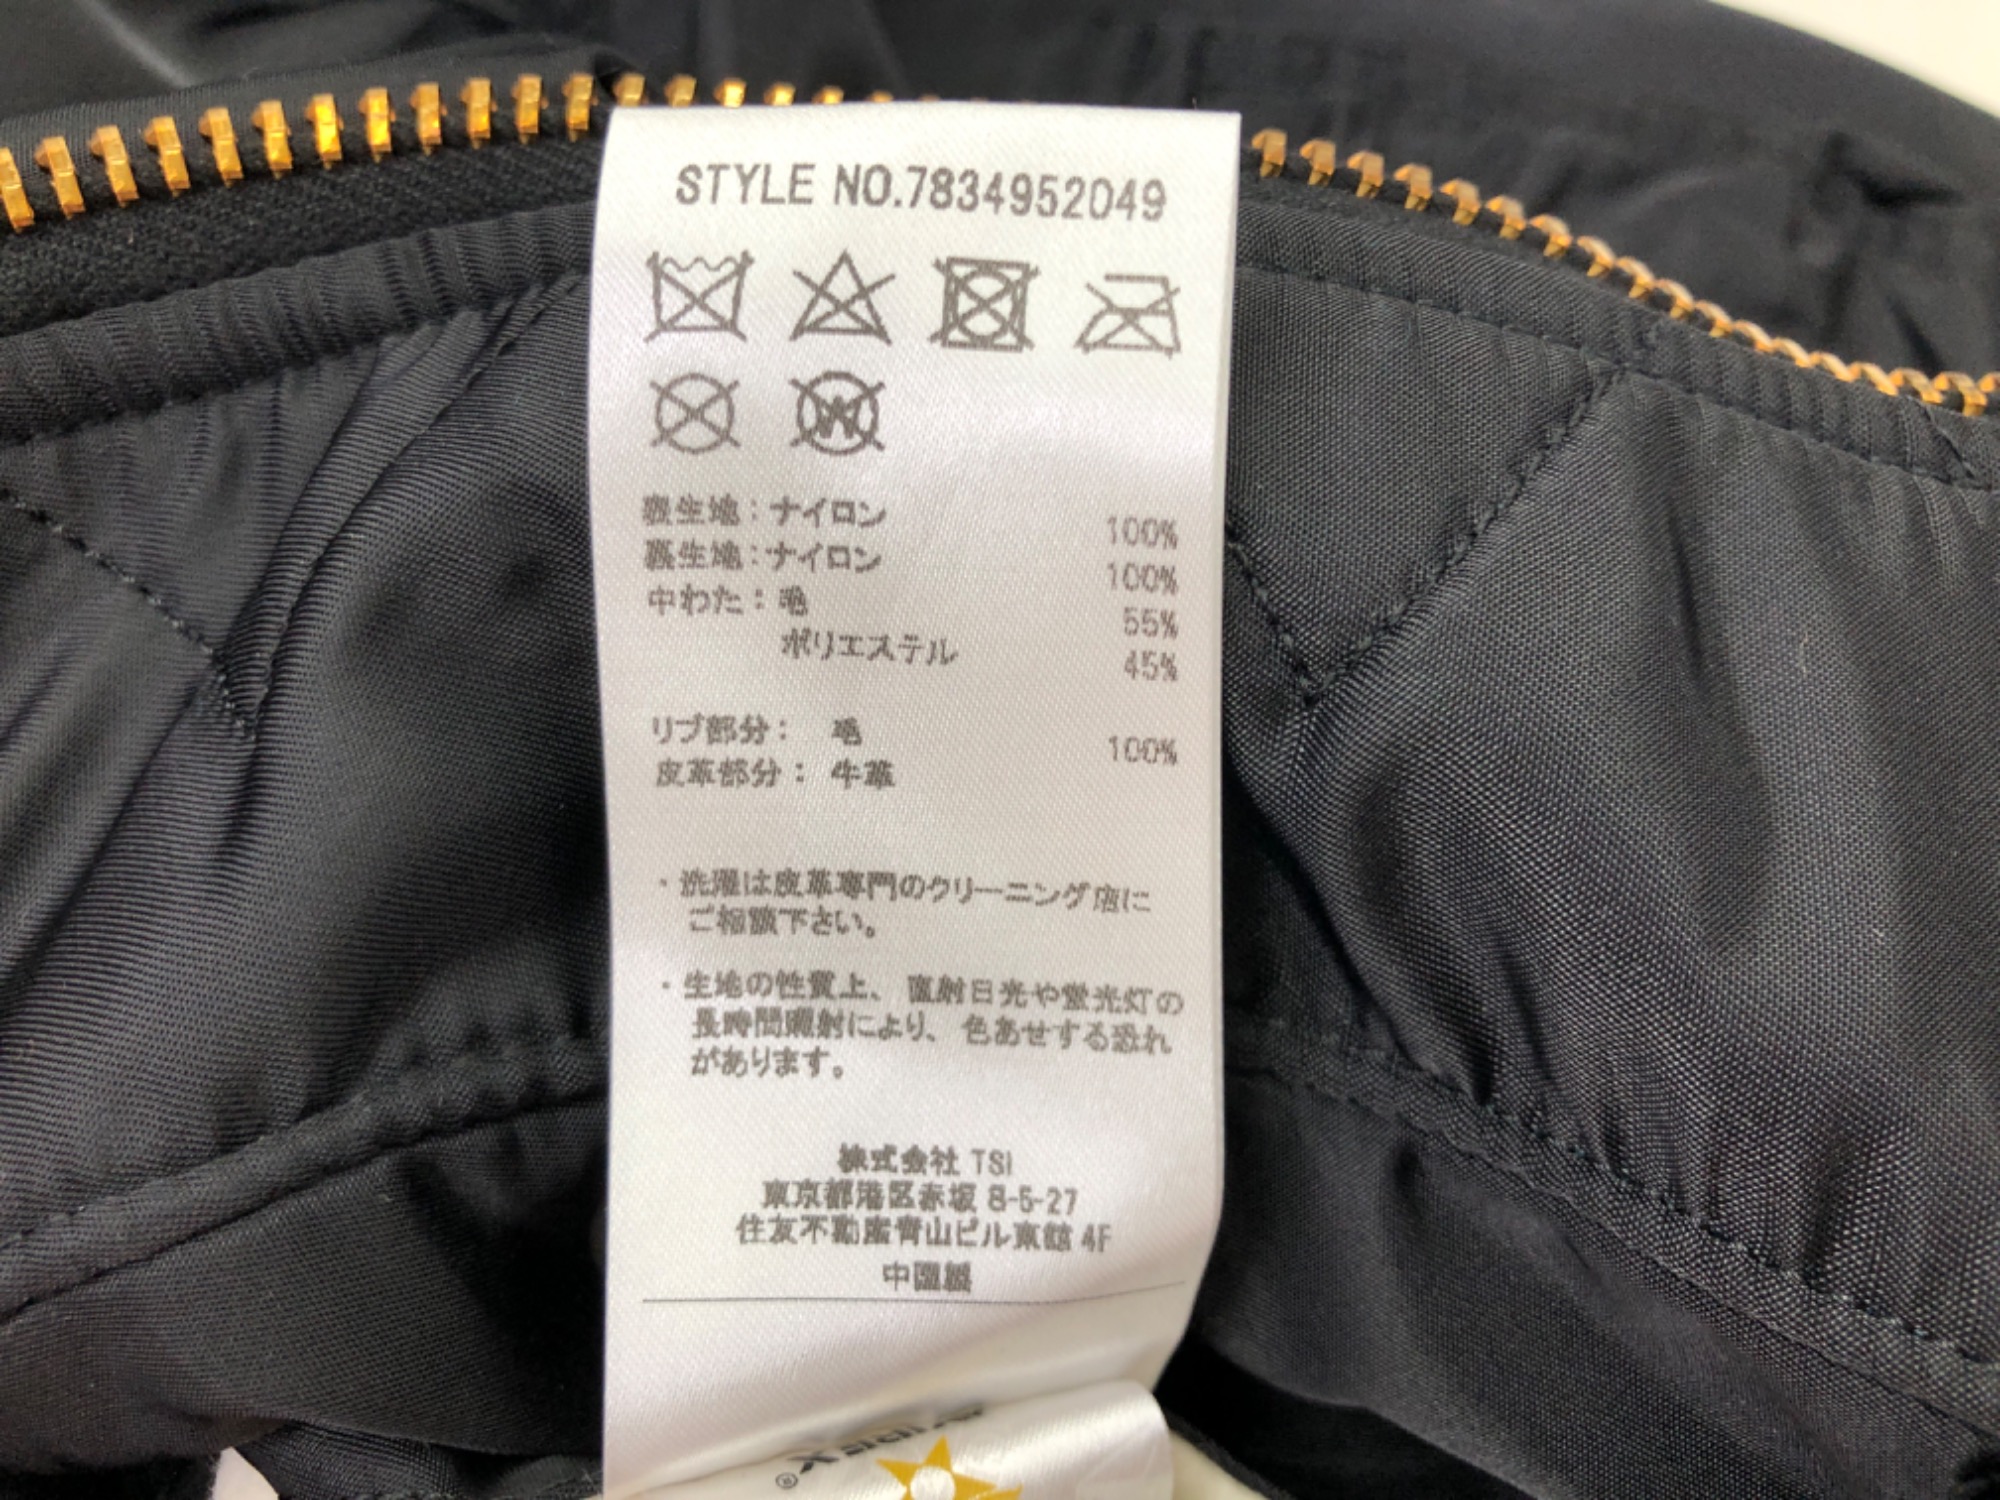 STYLE NO.7834952049
W
表生地：ナイロン 100%
裏生地：ナイロン 100%
中わた：毛 55%
ポリエステル 45%
リブ部分： 毛 100%
皮革部分： 牛革
・洗濯は皮革専門のクリーニング店に
ご相談下さい。
・生地の性質上、直射日光や蛍光灯の
長時間照射により、色あせする恐れ
があります。
株式会社 TSI
東京都港区赤坂 8-5-27
住友不動産青山ビル東館 4F
中国製